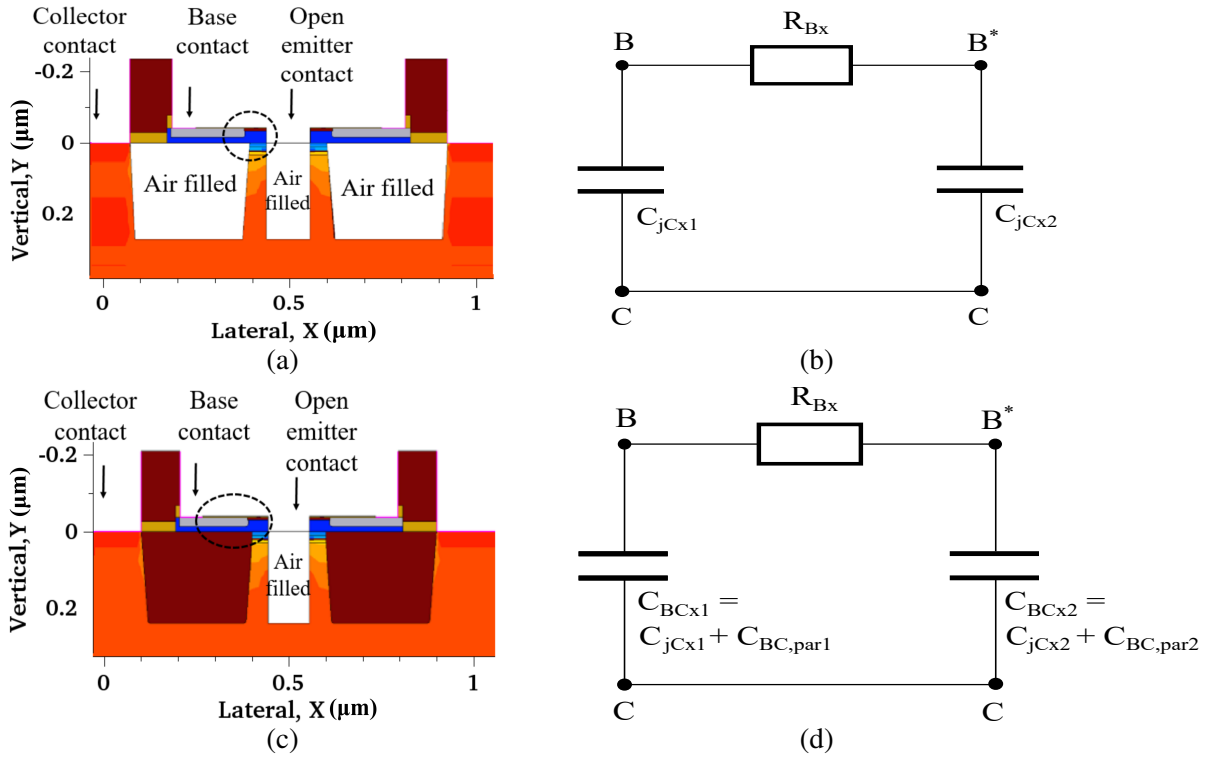 Collector
contact
Base
contact
Open
emitter
contact
Vertical,Y (μm)
-0.2
0
0.2
Air filled
Air
filled
Air filled
0
0.5
1
Lateral, X (μm)
(a)
R_Bx
B
B*
C_jCx1
C_jCx2
C
C
(b)
Collector
contact
Base
contact
Open
emitter
contact
Vertical,Y (μm)
-0.2
0
0.2
Air
filled
0
0.5
1
Lateral, X (μm)
(c)
R_Bx
B
B*
C_BCx1 =
C_jCx1 + C_BC,par1
C_BCx2 =
C_jCx2 + C_BC,par2
C
C
(d)